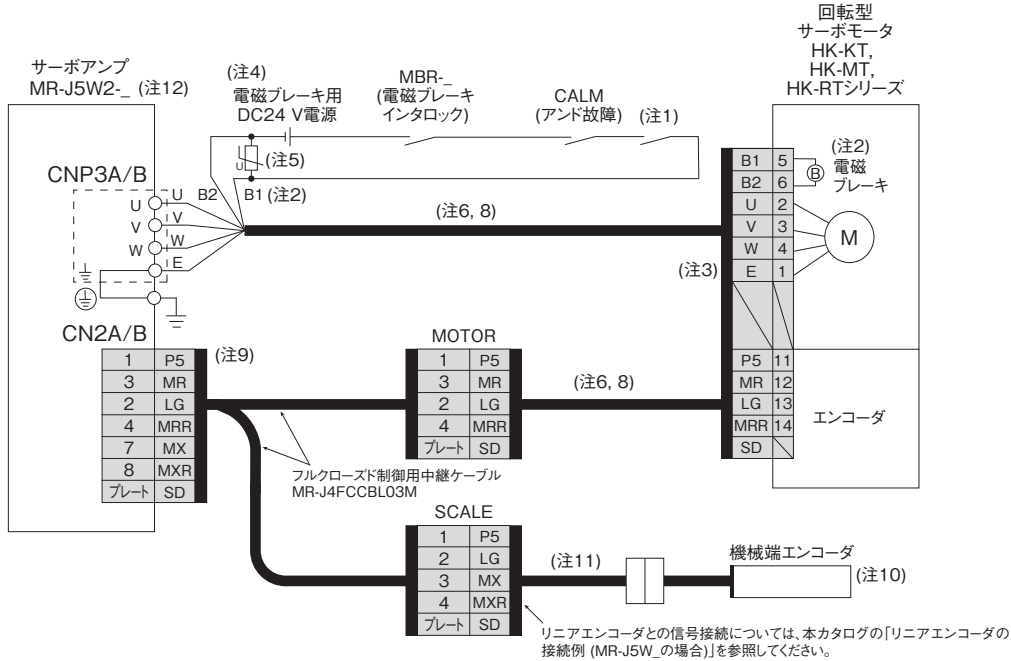 サーボアンプ
MR-J5W2-_ (注12)
(注4)
電磁ブレーキ用
DC24 V電源
MBR-_
(電磁ブレーキ
インタロック)
CALM
(アンド故障)
(注1)
回転型
サーボモータ
HK-KT,
HK-MT,
HK-RTシリーズ
U
(注5)
CNP3A/B
B2
B1 (注2)
U
U
V
V
W
W
E
(注6, 8)
(注3)
B1 5
B2 6
U 2
V 3
W 4
E 1
(注2)
電磁
ブレーキ
B
M
CN2A/B
1 P5
3 MR
2 LG
4 MRR
7 MX
8 MXR
プレート SD
(注9)
MOTOR
1 P5
3 MR
2 LG
4 MRR
プレート SD
(注6, 8)
P5 11
MR 12
LG 13
MRR 14
SD
エンコーダ
フルクローズド制御用中継ケーブル
MR-J4FCCBL03M
SCALE
1 P5
2 LG
3 MX
4 MXR
プレート SD
(注11)
機械端エンコーダ
(注10)
リニアエンコーダとの信号接続については、本カタログの「リニアエンコーダの
接続例 (MR-J5W_の場合)」を参照してください。